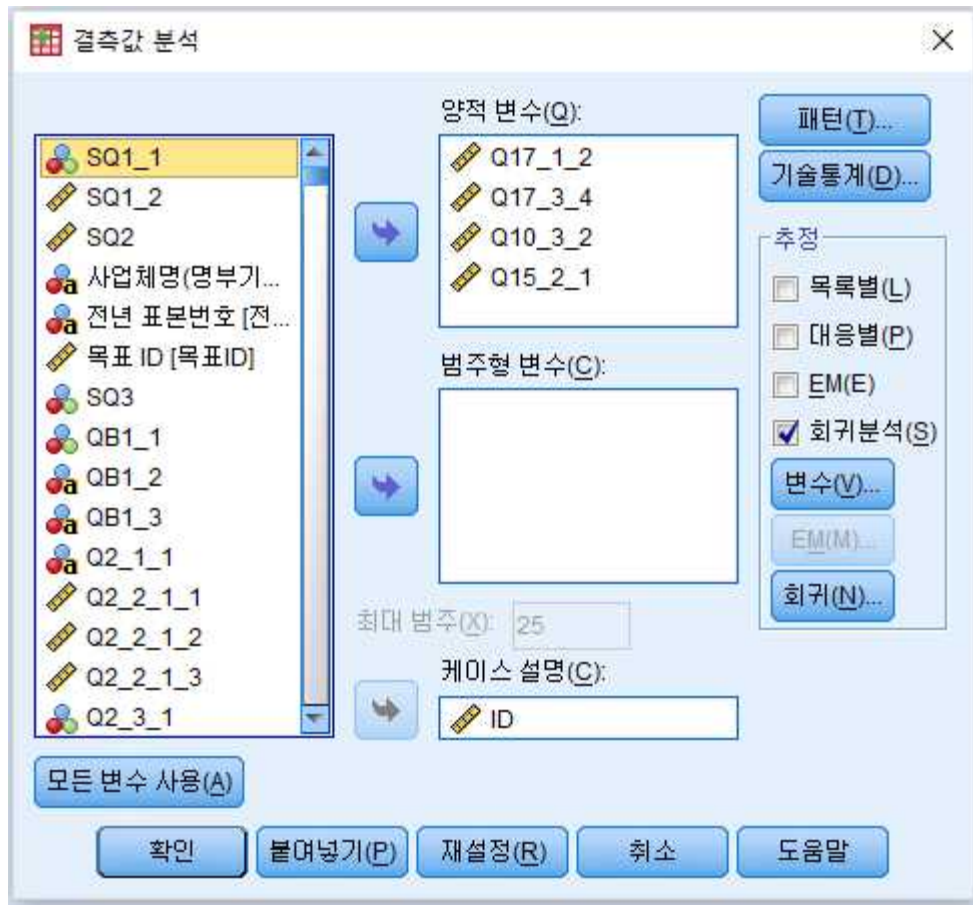 결측값 분석
SQ1_1
SQ1_2
SQ2
사업체명(명부기...
전년 표본번호 [전...
목표 ID [목표ID]
SQ3
QB1_1
QB1_2
QB1_3
Q2_1_1
Q2_2_1_1
Q2_2_1_2
Q2_2_1_3
Q2_3_1
모든 변수 사용(A)
양적 변수(Q):
Q17_1_2
Q17_3_4
Q10_3_2
Q15_2_1
범주형 변수(C):
최대 범주(X): 25
케이스 설명(C):
ID
패턴(T)...
기술통계(D)...
추정
목록별(L)
대응별(P)
EM(E)
회귀분석(S)
변수(V)...
EM(M)...
회귀(N)...
확인 붙여넣기(P) 재설정(R) 취소 도움말